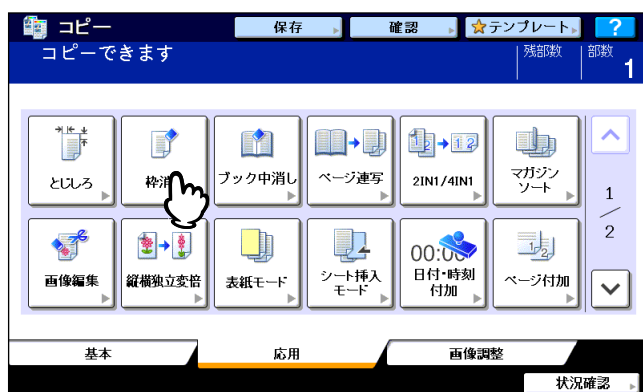 コピー
保存
確認
テンプレート
?
コピーできます
残部数
部数
1
とじしろ
枠消
ブック中消し
ページ連写
2IN1/4IN1
マガジン
ソート
1
2
画像編集
縦横独立変倍
表紙モード
シート挿入
モード
00:00
日付・時刻
付加
ページ付加
基本
応用
画像調整
状況確認